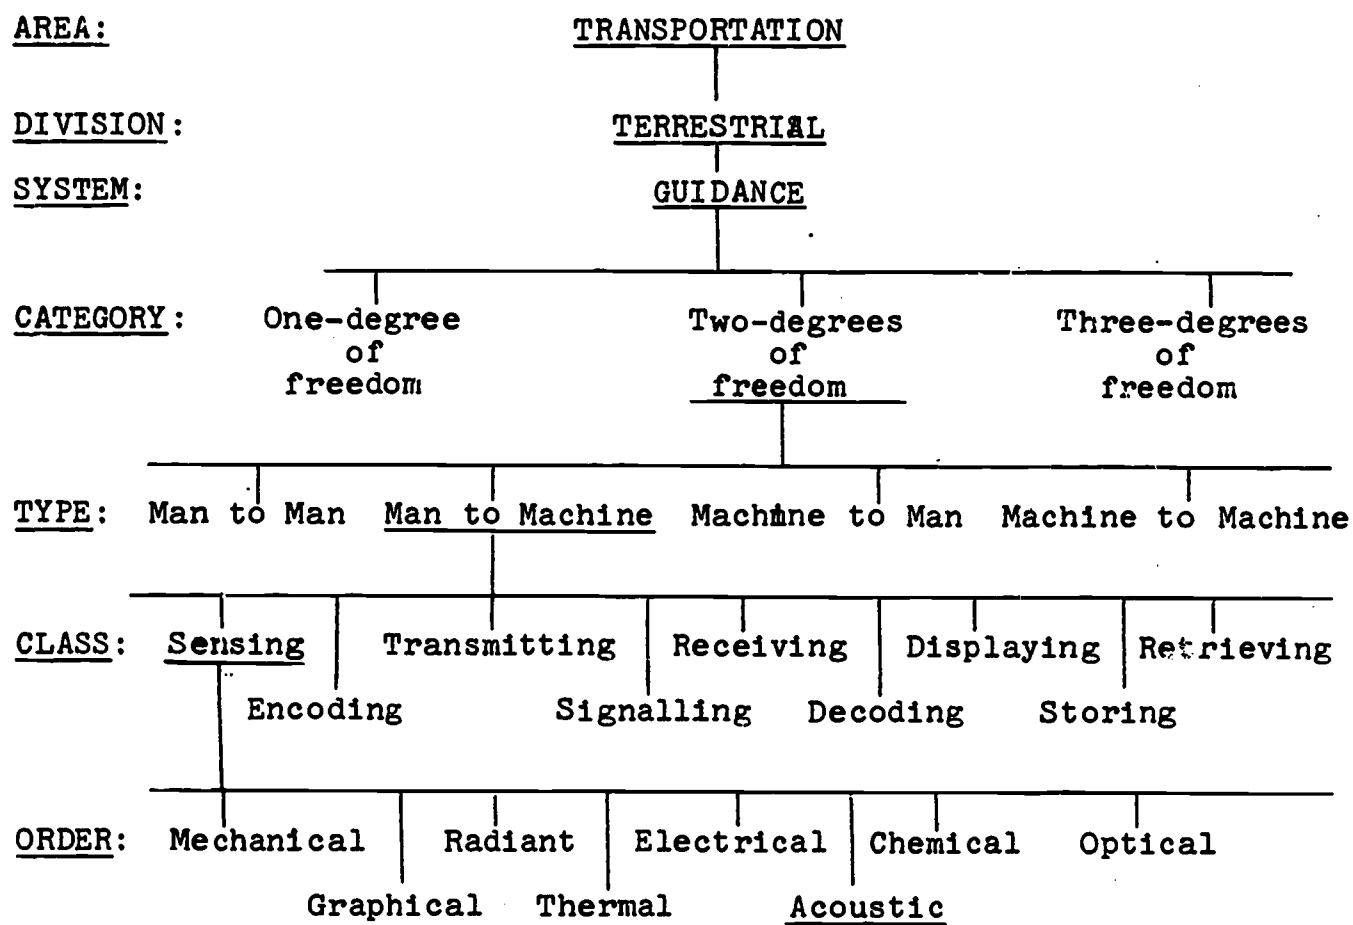 AREA: TRANSPORTATION
DIVISION: TERRESTRIAL
SYSTEM: GUIDANCE
CATEGORY: One-degree Two-degrees Three-degrees
of of of
freedom freedom freedom
TYPE: Man to Man Man to Machine Machine to Man Machine to Machine
CLASS: Sensing Transmitting Receiving Displaying Retrieving
Encoding Signalling Decoding Storing
ORDER: Mechanical Radiant Electrical Chemical Optical
Graphical Thermal Acoustic